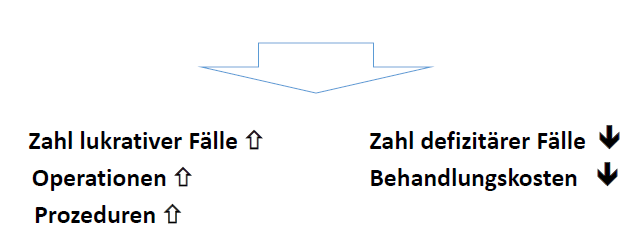 Zahl lukrativer Fälle ⇧
Operationen ⇧
Prozeduren ⇧
Zahl defizitärer Fälle 🡻
Behandlungskosten 🡻